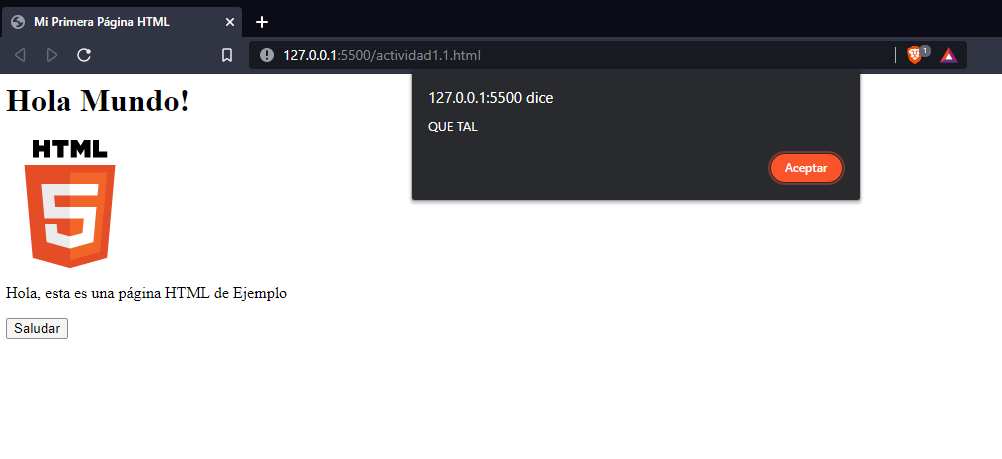 Mi Primera Página HTML
127.0.0.1:5500/actividad1.1.html
1
127.0.0.1:5500 dice
QUE TAL
Aceptar
Hola Mundo!
HTML
5
Hola, esta es una página HTML de Ejemplo
Saludar